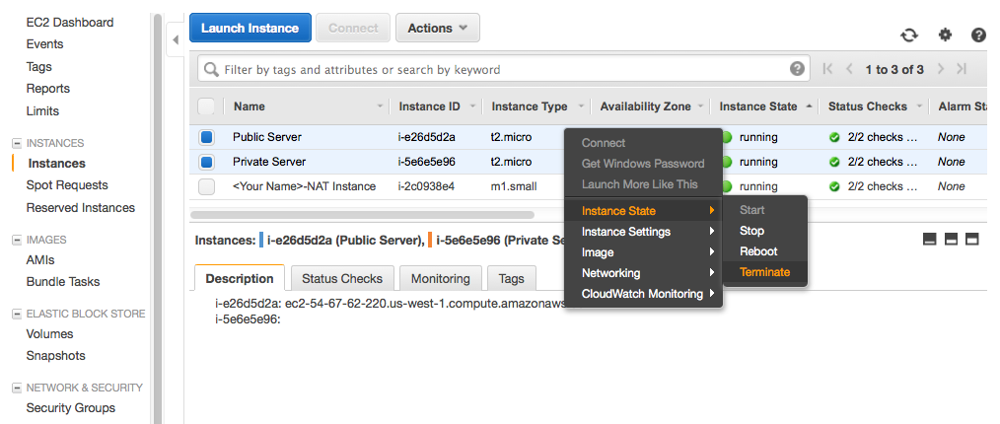 EC2 Dashboard
Events
Tags
Reports
Limits
INSTANCES
Instances
Spot Requests
Reserved Instances
IMAGES
AMIs
Bundle Tasks
ELASTIC BLOCK STORE
Volumes
Snapshots
NETWORK & SECURITY
Security Groups
Launch Instance Connect Actions
Filter by tags and attributes or search by keyword 1 to 3 of 3
Name Instance ID Instance Type Availability Zone Instance State Status Checks Alarm Sta
Public Server i-e26d5d2a t2.micro running 2/2 checks ... None
Private Server i-5e6e5e96 t2.micro running 2/2 checks ... None
<Your Name>-NAT Instance i-2c0938e4 m1.small running 2/2 checks ... None
Connect
Get Windows Password
Launch More Like This
Instance State
Instance Settings
Image
Networking
CloudWatch Monitoring
Start
Stop
Reboot
Terminate
Instances: i-e26d5d2a (Public Server), i-5e6e5e96 (Private Se
Description Status Checks Monitoring Tags
i-e26d5d2a: ec2-54-67-62-220.us-west-1.compute.amazonaws
i-5e6e5e96: